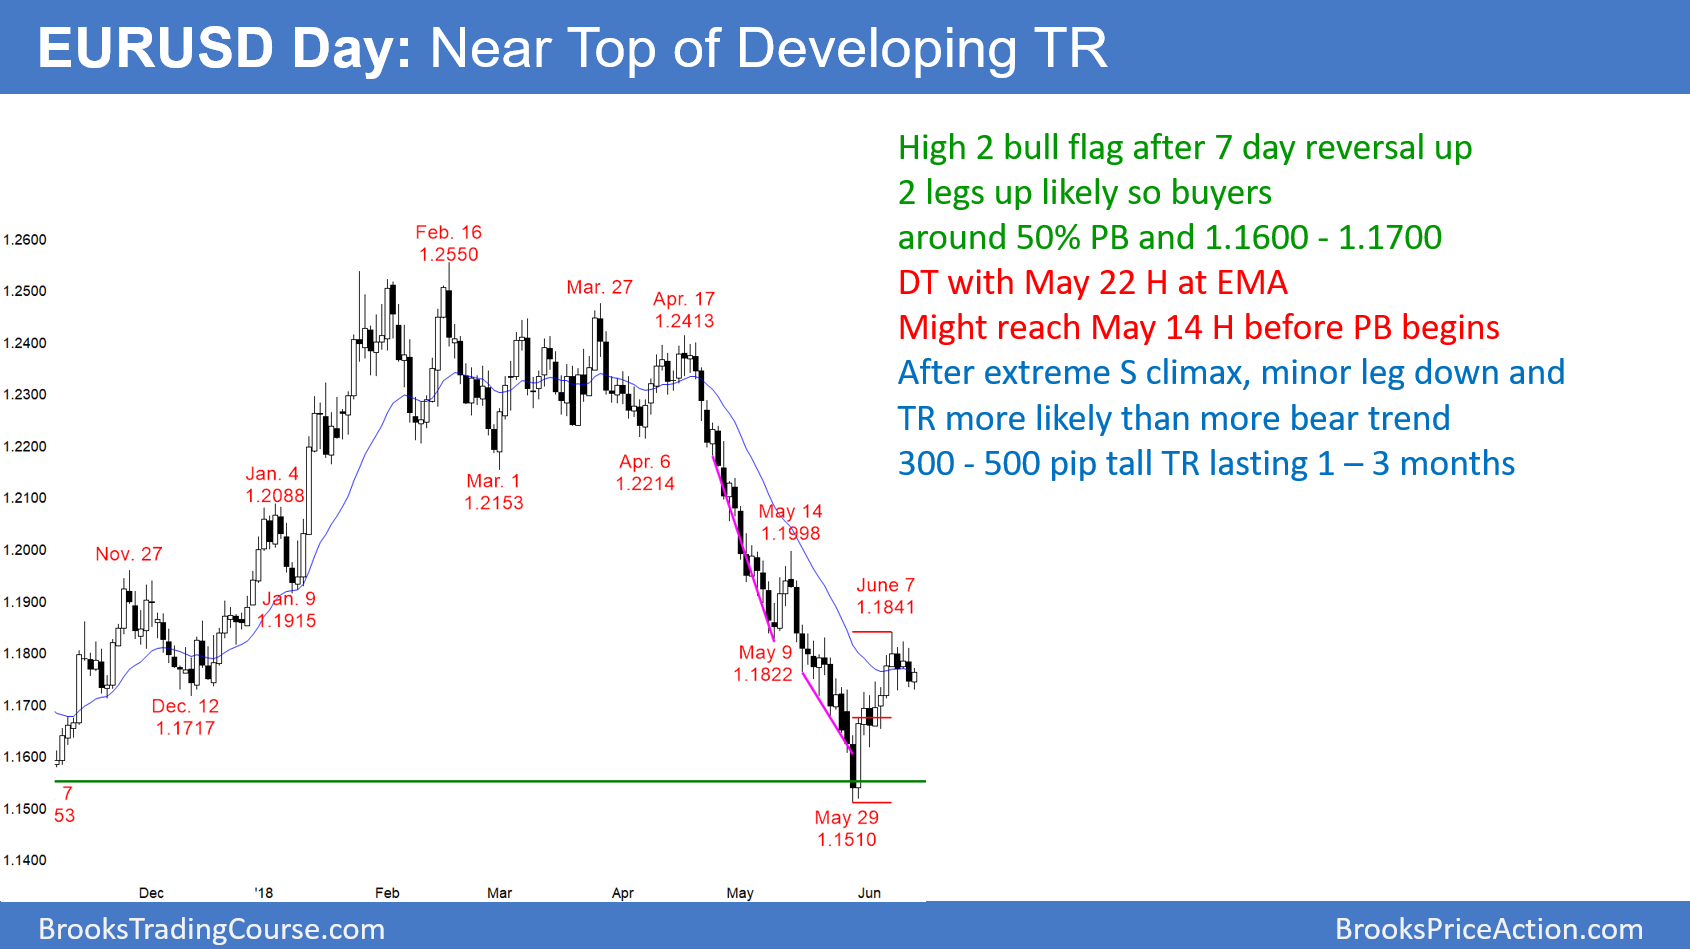 EURUSD Day: Near Top of Developing TR
High 2 bull flag after 7 day reversal up
2 legs up likely so buyers
around 50% PB and 1.1600 - 1.1700
DT with May 22 H at EMA
Might reach May 14 H before PB begins
After extreme S climax, minor leg down and
TR more likely than more bear trend
300 - 500 pip tall TR lasting 1 – 3 months
1.2600
1.2500
1.2400
1.2300
1.2200
1.2100
1.2000
1.1900
1.1800
1.1700
1.1600
1.1500
1.1400
7
53
Nov. 27
Dec. 12
1.1717
Jan. 4
1.2088
Jan. 9
1.1915
Feb. 16
1.2550
Mar. 1
1.2153
Mar. 27
Apr. 6
1.2214
Apr. 17
1.2413
May 9
1.1822
May 14
1.1998
May 29
1.1510
June 7
1.1841
Dec
'18
Feb
Mar
Apr
May
Jun
BrooksTradingCourse.com
BrooksPriceAction.com